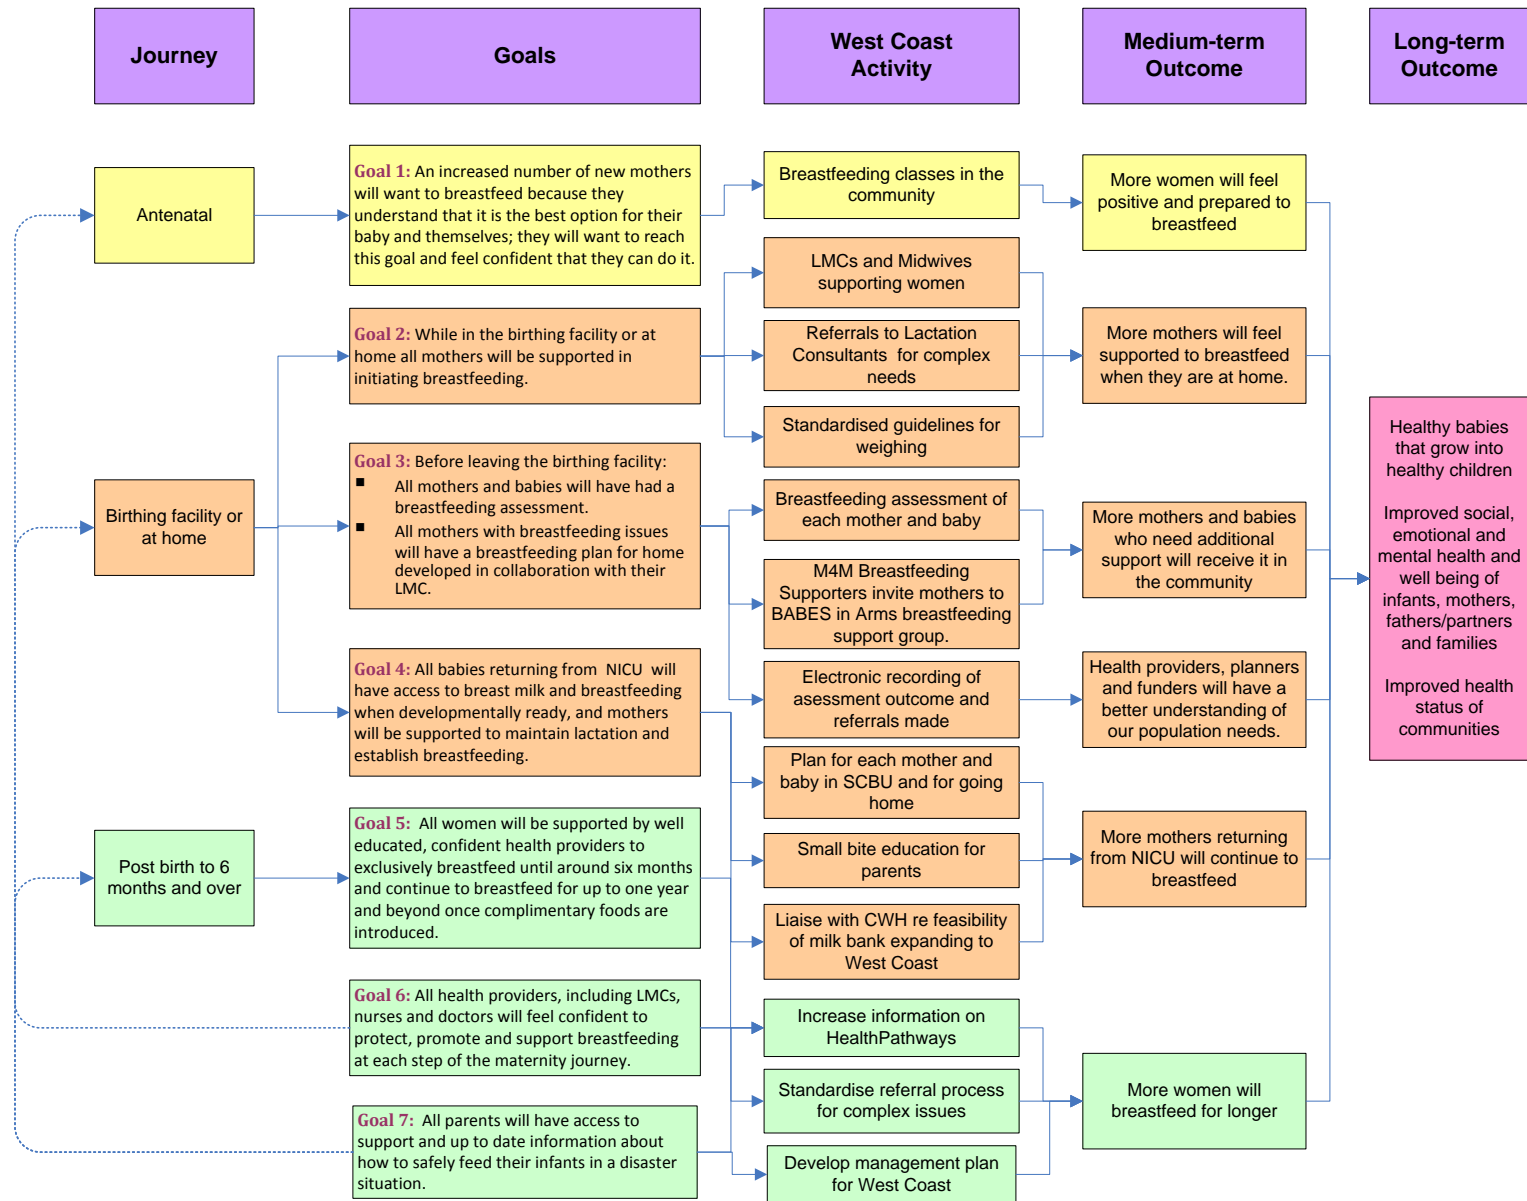 Journey
Goals
West Coast
Activity
Medium-term
Outcome
Long-term
Outcome
Antenatal
Goal 1: An increased number of new mothers
will want to breastfeed because they
understand that it is the best option for their
baby and themselves; they will want to reach
this goal and feel confident that they can do it.
Breastfeeding classes in the
community
More women will feel
positive and prepared to
breastfeed
Goal 2: While in the birthing facility or at
home all mothers will be supported in
initiating breastfeeding.
LMCs and Midwives
supporting women
Referrals to Lactation
Consultants for complex
needs
Standardised guidelines for
weighing
More mothers will feel
supported to breastfeed
when they are at home.
Birthing facility or
at home
Goal 3: Before leaving the birthing facility:
▪ All mothers and babies will have had a
breastfeeding assessment.
▪ All mothers with breastfeeding issues
will have a breastfeeding plan for home
developed in collaboration with their
LMC.
Breastfeeding assessment of
each mother and baby
M4M Breastfeeding
Supporters invite mothers to
BABES in Arms breastfeeding
support group.
Electronic recording of
asessment outcome and
referrals made
More mothers and babies
who need additional
support will receive it in
the community
Health providers, planners
and funders will have a
better understanding of
our population needs.
Goal 4: All babies returning from NICU will
have access to breast milk and breastfeeding
when developmentally ready, and mothers
will be supported to maintain lactation and
establish breastfeeding.
Plan for each mother and
baby in SCBU and for going
home
Small bite education for
parents
Liaise with CWH re feasibility
of milk bank expanding to
West Coast
More mothers returning
from NICU will continue to
breastfeed
Post birth to 6
months and over
Goal 5: All women will be supported by well
educated, confident health providers to
exclusively breastfeed until around six months
and continue to breastfeed for up to one year
and beyond once complimentary foods are
introduced.
Goal 6: All health providers, including LMCs,
nurses and doctors will feel confident to
protect, promote and support breastfeeding
at each step of the maternity journey.
Goal 7: All parents will have access to
support and up to date information about
how to safely feed their infants in a disaster
situation.
Increase information on
HealthPathways
Standardise referral process
for complex issues
Develop management plan
for West Coast
More women will
breastfeed for longer
Healthy babies
that grow into
healthy children
Improved social,
emotional and
mental health and
well being of
infants, mothers,
fathers/partners
and families
Improved health
status of
communities